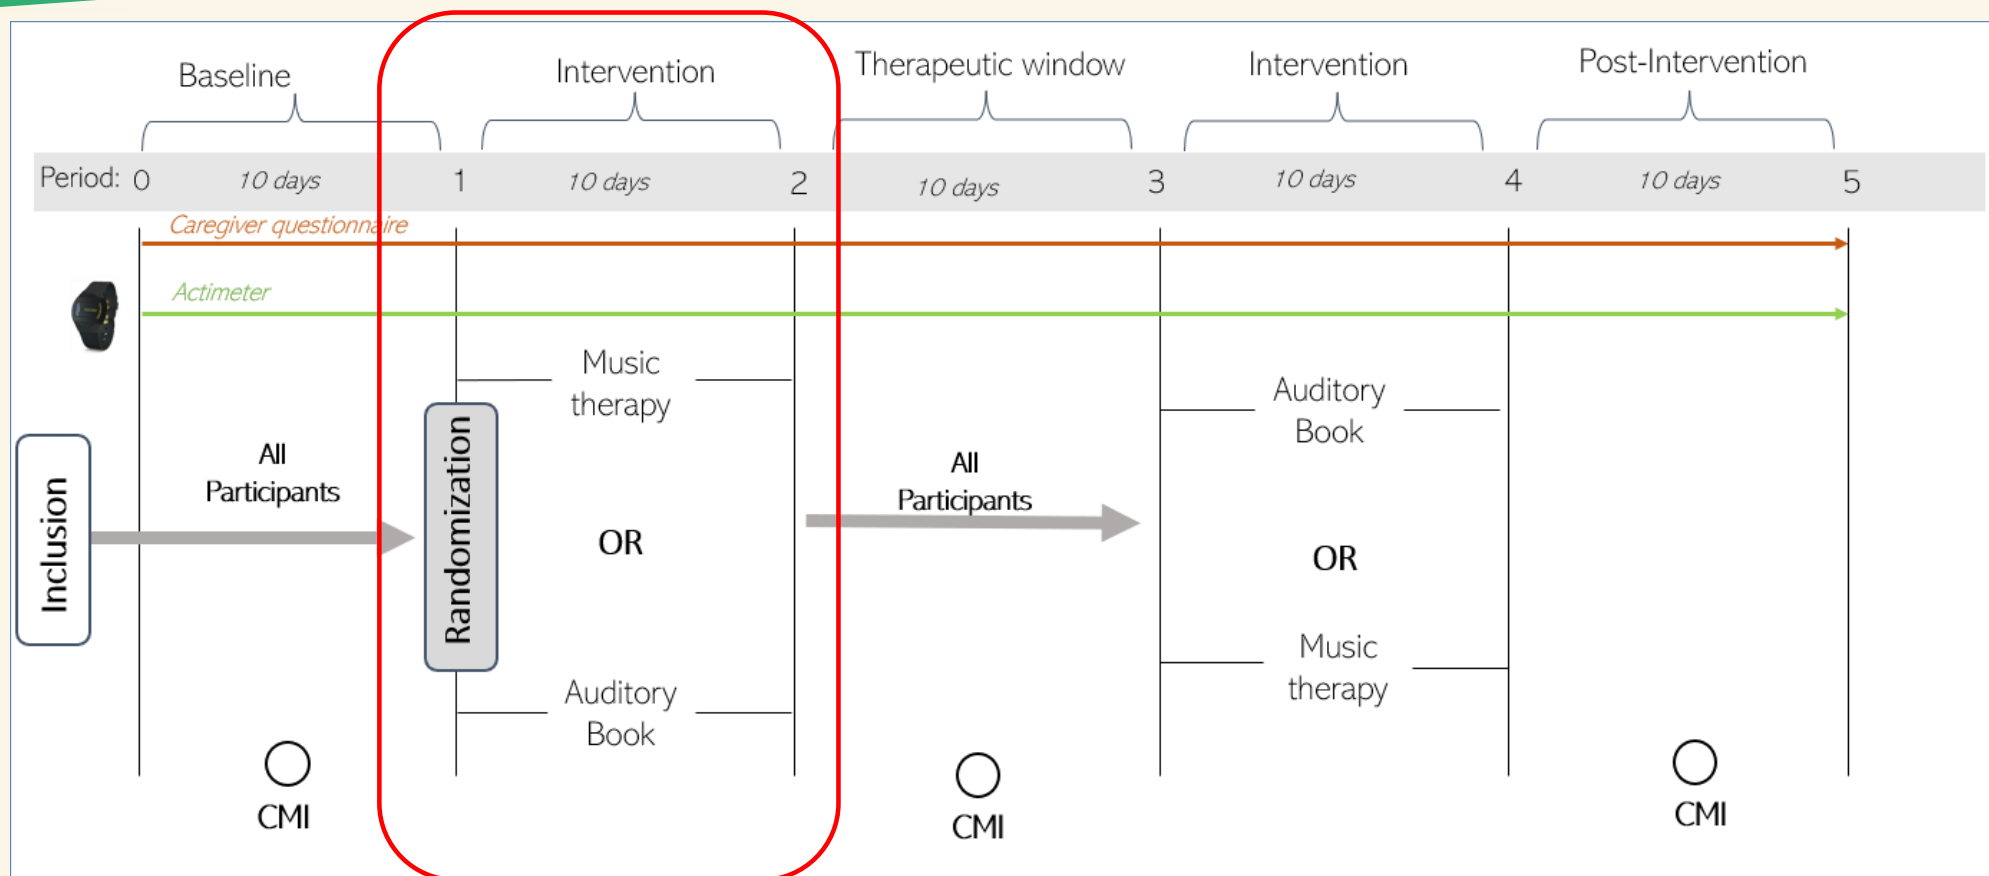 Baseline
Intervention
Therapeutic window
Intervention
Post-Intervention
Period: 0 10 days 1 10 days 2 10 days 3 10 days 4 10 days 5
Caregiver questionnaire
Actimeter
Inclusion
All
Participants
Randomization
Music
therapy
OR
Auditory
Book
All
Participants
Auditory
Book
OR
Music
therapy
CMI
CMI
CMI